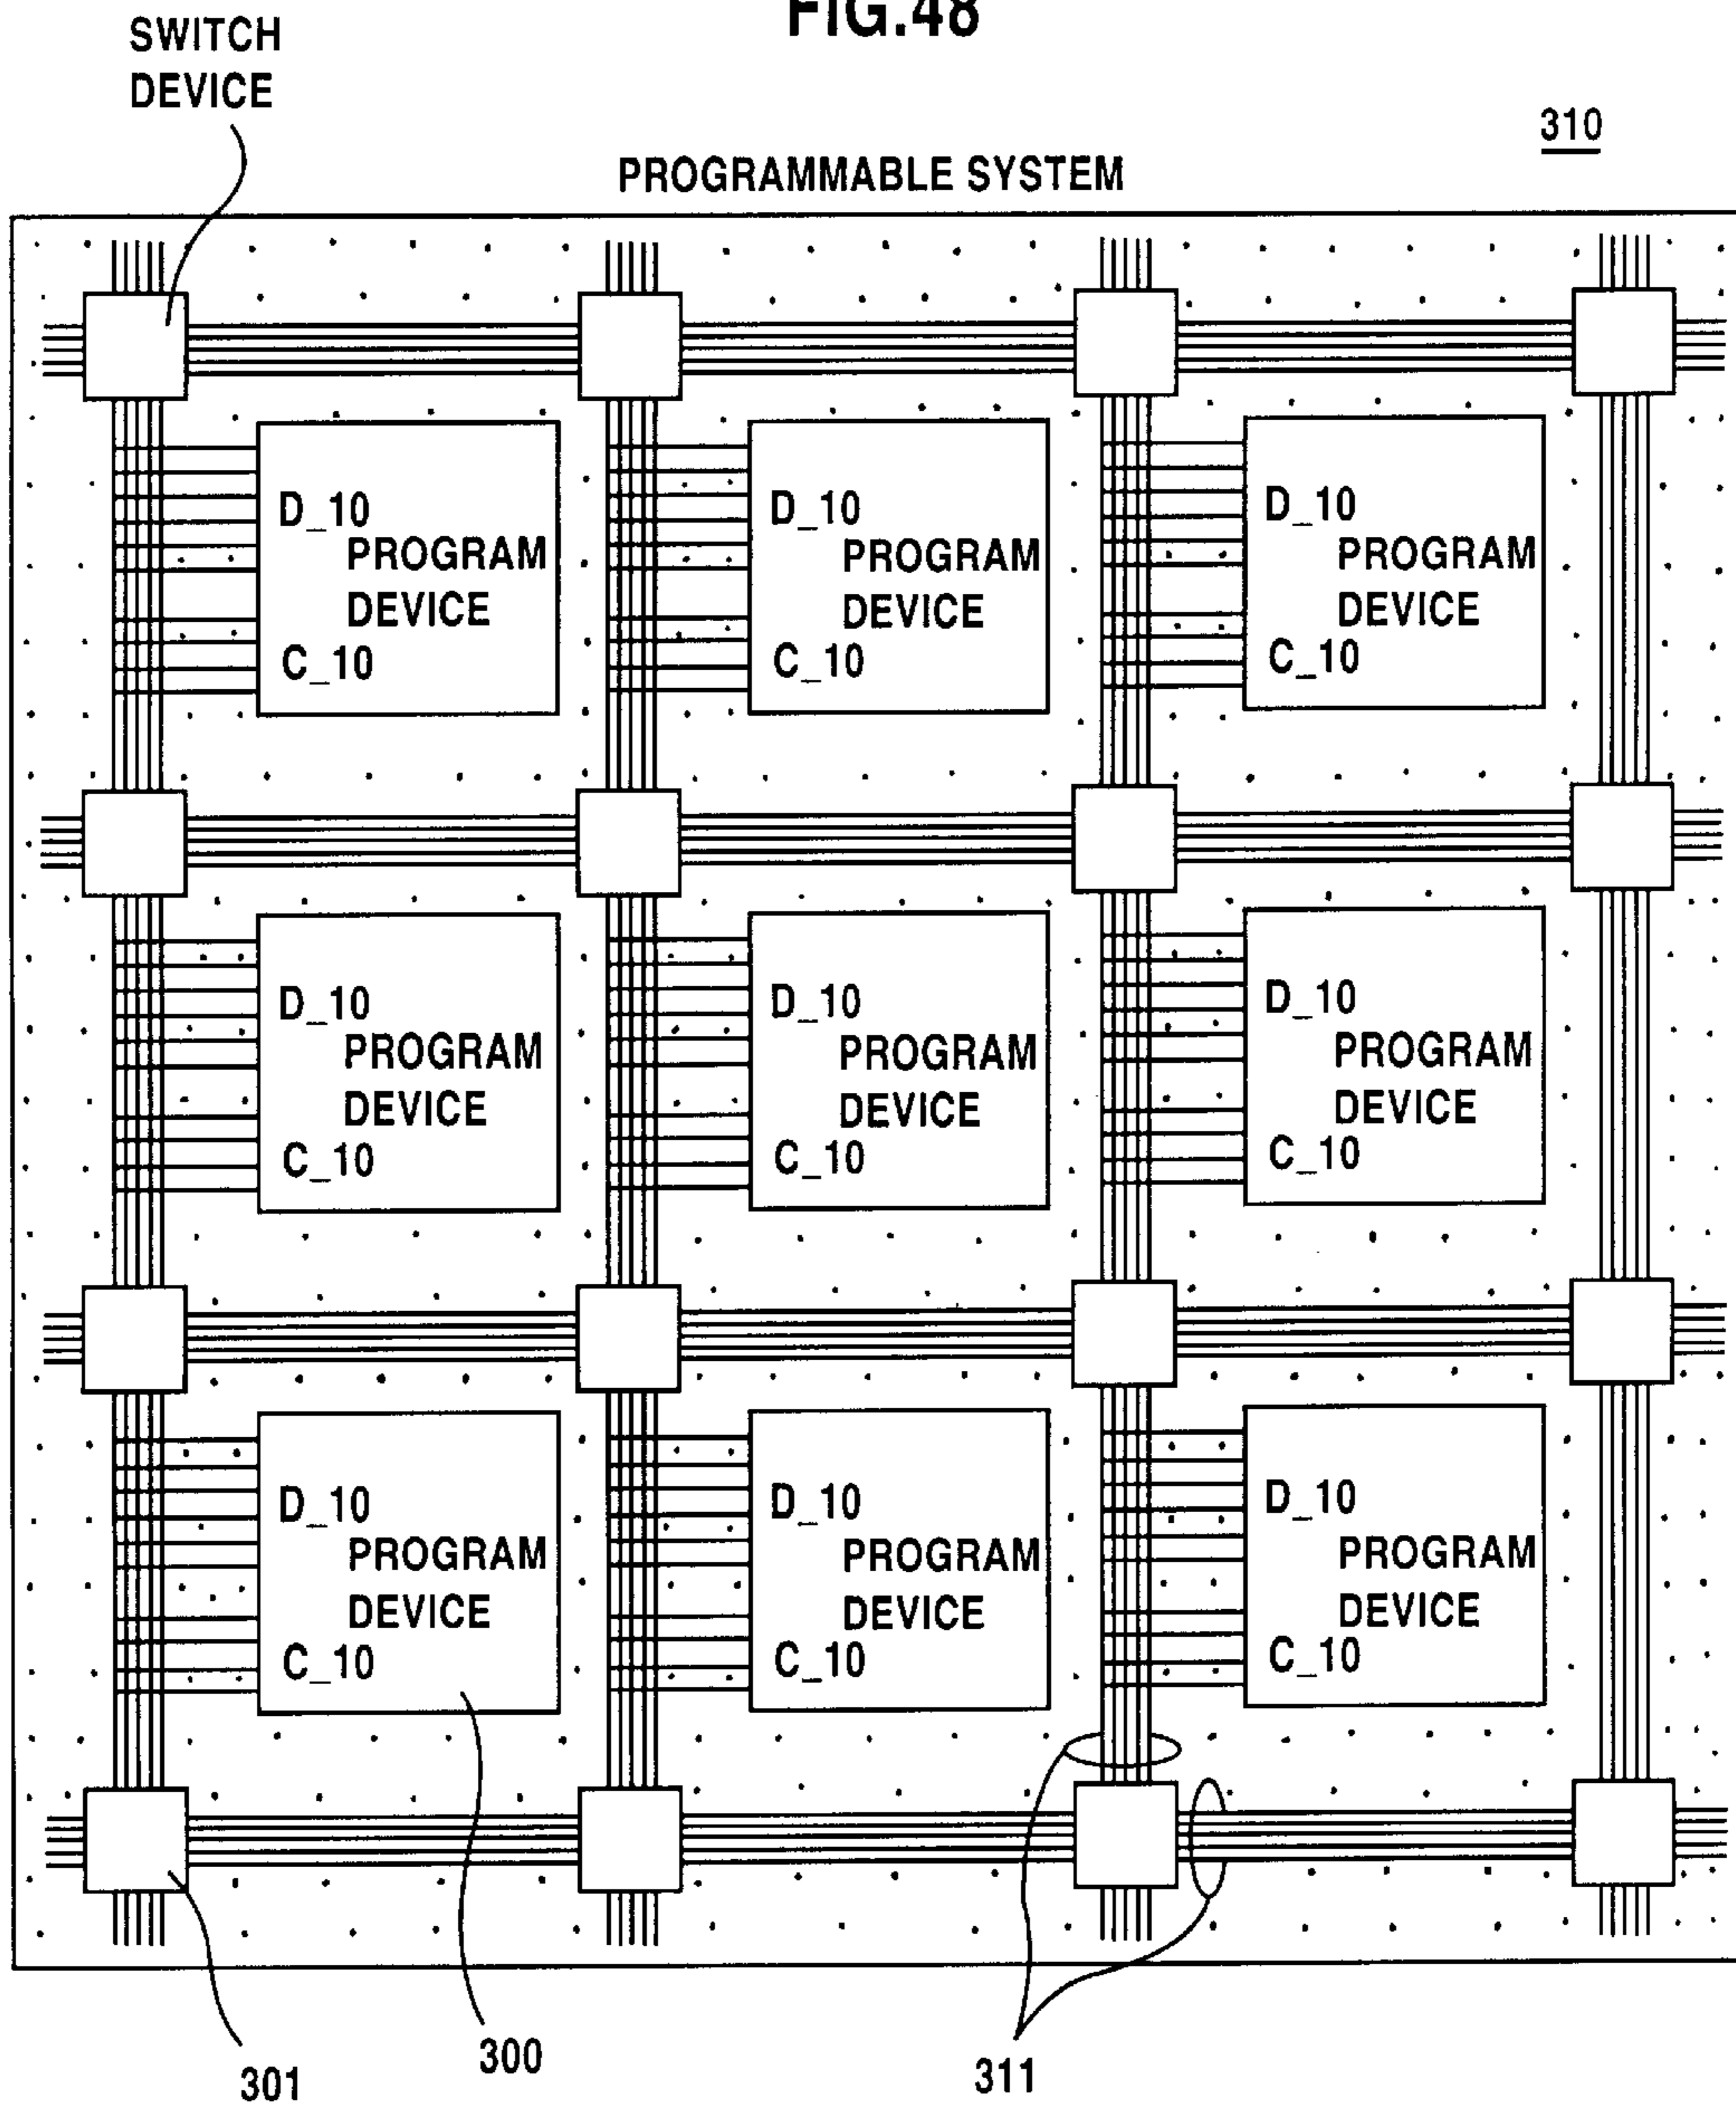 FIG.48
SWITCH
DEVICE
310
PROGRAMMABLE SYSTEM
D_10
PROGRAM
DEVICE
C_10
D_10
PROGRAM
DEVICE
C_10
D_10
PROGRAM
DEVICE
C_10
D_10
PROGRAM
DEVICE
C_10
D_10
PROGRAM
DEVICE
C_10
D_10
PROGRAM
DEVICE
C_10
D_10
PROGRAM
DEVICE
C_10
D_10
PROGRAM
DEVICE
C_10
D_10
PROGRAM
DEVICE
C_10
301
300
311